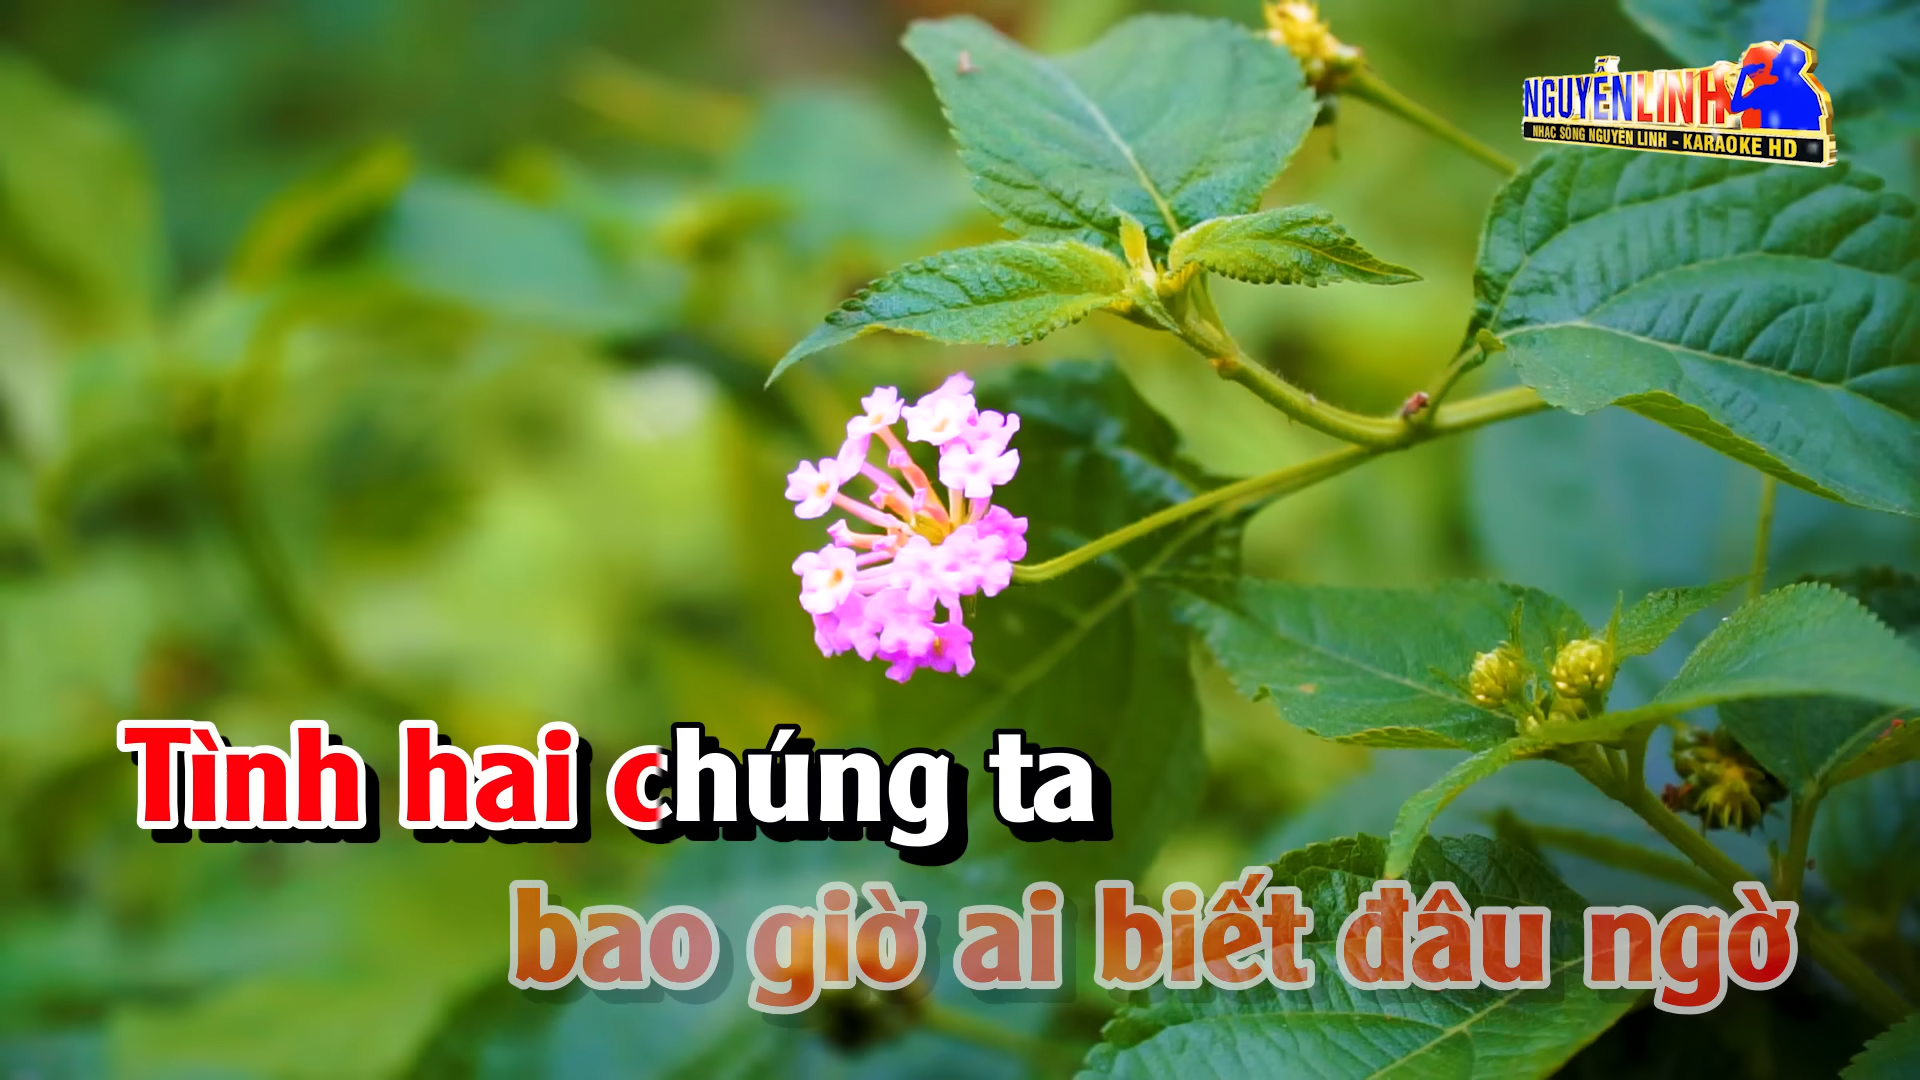 NGUYỄN LINH
NHẠC SỐNG NGUYỄN LINH - KARAOKE HD
Tình hai chúng ta
bao giờ ai biết đâu ngờ